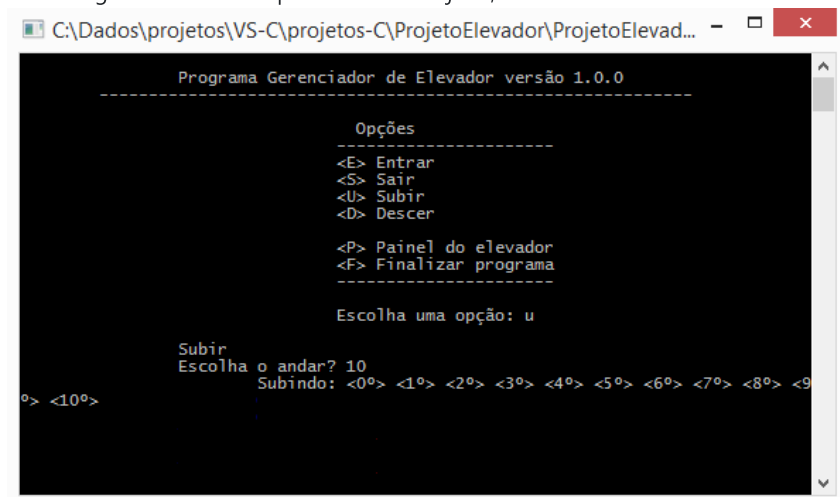 C:\Dados\projetos\VS-C\projetos-C\ProjetoElevador\ProjetoElevad...
Programa Gerenciador de Elevador versão 1.0.0
------------------------------------------------------------
Opções
----------------------
<E> Entrar
<S> Sair
<U> Subir
<D> Descer
<P> Painel do elevador
<F> Finalizar programa
----------------------
Escolha uma opção: u
Subir
Escolha o andar? 10
Subindo: <0º> <1º> <2º> <3º> <4º> <5º> <6º> <7º> <8º> <9
º> <10º>